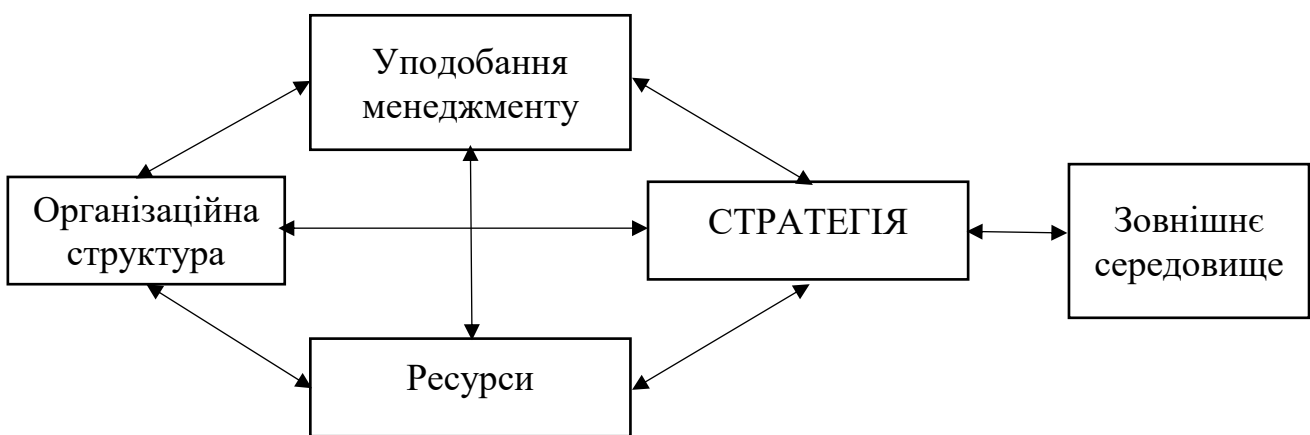 Уподобання
менеджменту
Організаційна
структура
СТРАТЕГІЯ
Зовнішнє
середовище
Ресурси